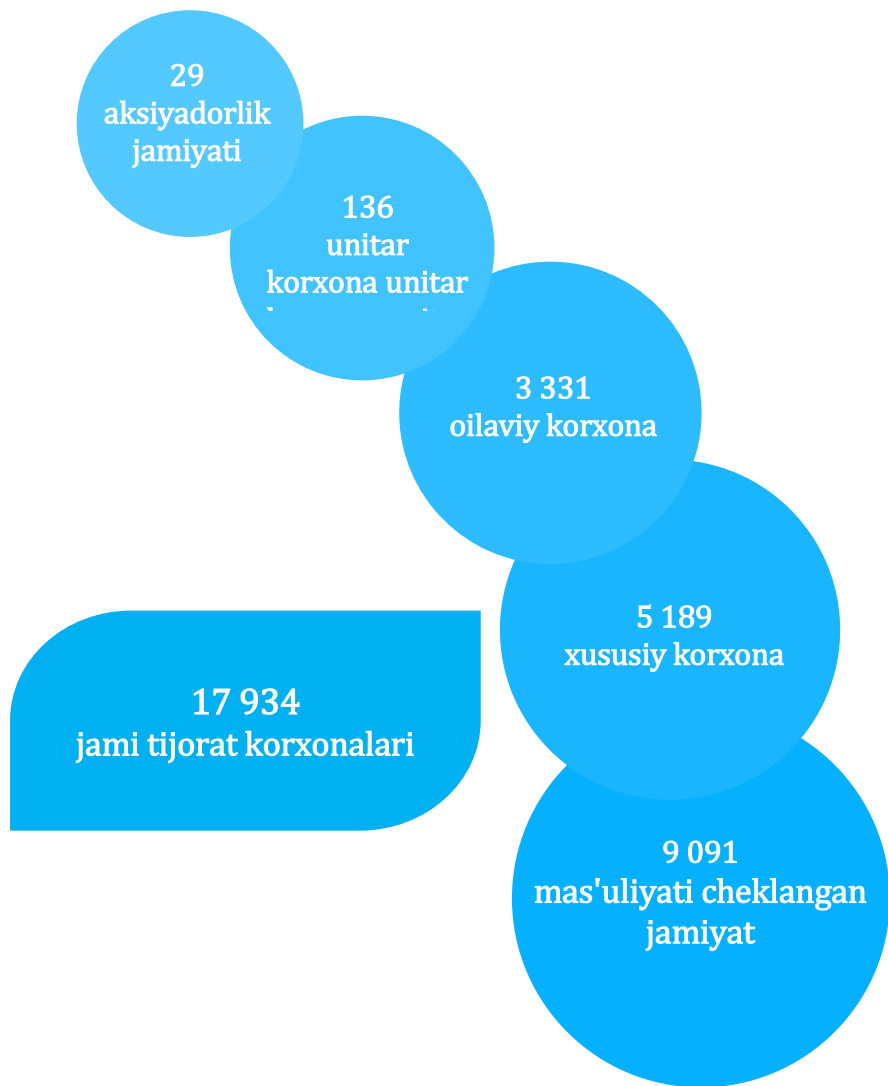 29
aksiyadorlik
jamiyati
136
unitar
korxona unitar
3 331
oilaviy korxona
5 189
xususiy korxona
17 934
jami tijorat korxonalari
9 091
mas'uliyati cheklangan
jamiyat